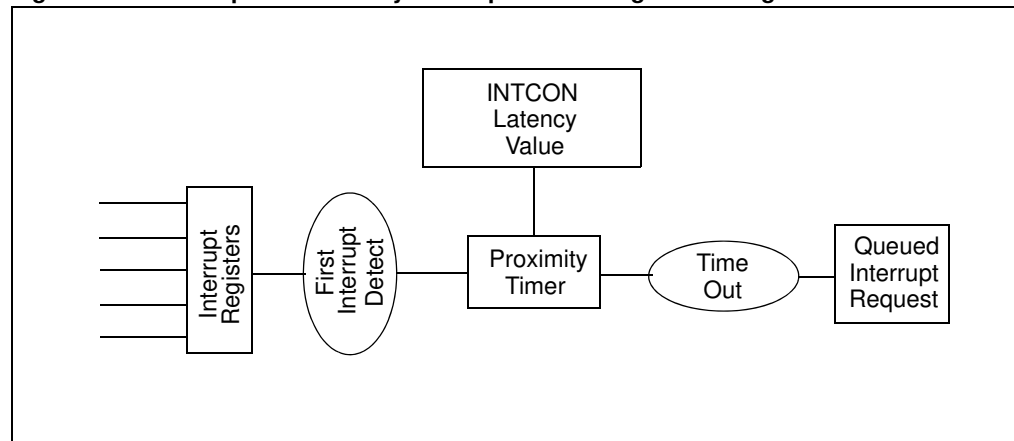 INTCON
Latency
Value
Interrupt
Registers
First
Interrupt
Detect
Proximity
Timer
Time
Out
Queued
Interrupt
Request